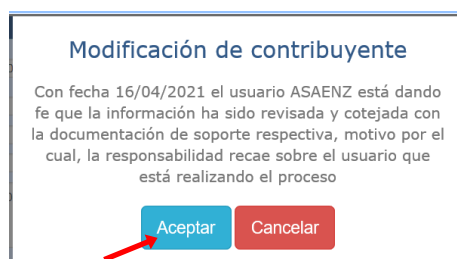 Modificación de contribuyente
Con fecha 16/04/2021 el usuario ASAENZ está dando
fe que la información ha sido revisada y cotejada con
la documentación de soporte respectiva, motivo por el
cual, la responsabilidad recae sobre el usuario que
está realizando el proceso
Aceptar Cancelar